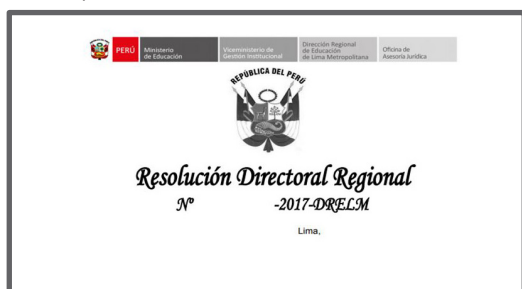 PERÚ Ministerio de Educación Viceministerio de Gestión Institucional Dirección Regional de Educación de Lima Metropolitana Oficina de Asesoría Jurídica
REPÚBLICA DEL PERÚ
Resolución Directoral Regional
Nº -2017-DRELM
Lima,